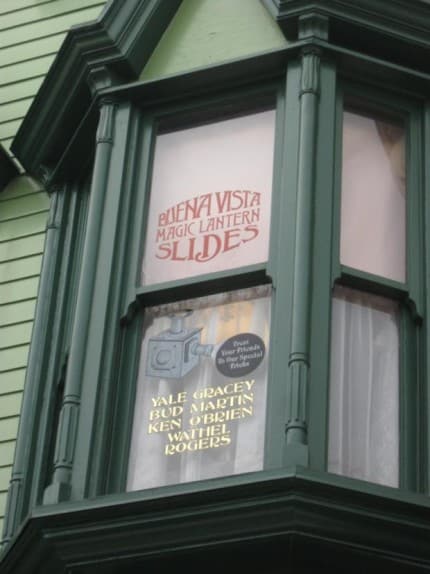 BUENA VISTA
MAGIC LANTERN
SLIDES
Trust
Your Friends
To Our Special
Tricks
YALE GRACEY
BUD MARTIN
KEN O'BRIEN
WATHEL
ROGERS